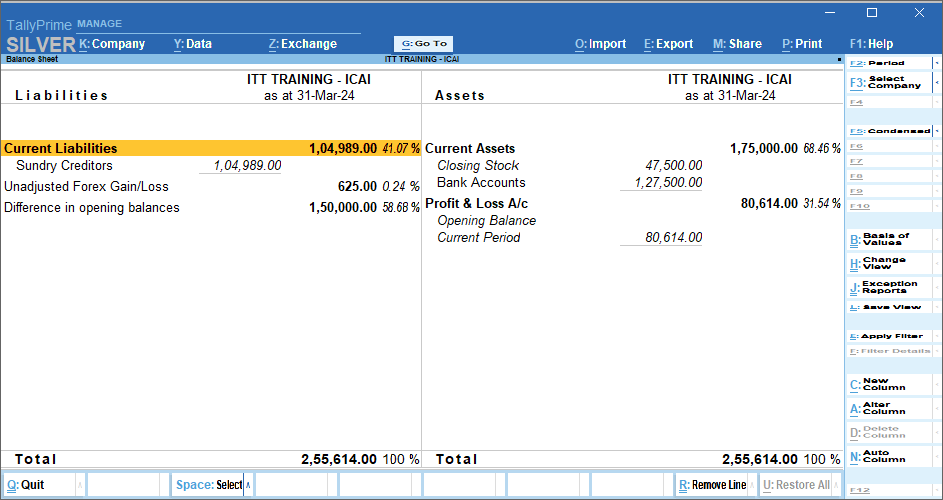 TallyPrime MANAGE
SILVER K:Company Y:Data Z:Exchange G:Go To O:Import E:Export M:Share P:Print F1:Help
Balance Sheet ITT TRAINING - ICAI
ITT TRAINING - ICAI ITT TRAINING - ICAI
Liabilities as at 31-Mar-24 Assets as at 31-Mar-24
Current Liabilities 1,04,989.00 41.07 % Current Assets 1,75,000.00 68.46 %
Sundry Creditors 1,04,989.00 Closing Stock 47,500.00
Unadjusted Forex Gain/Loss 625.00 0.24 % Bank Accounts 1,27,500.00
Difference in opening balances 1,50,000.00 58.68 % Profit & Loss A/c 80,614.00 31.54 %
Opening Balance
Current Period 80,614.00
Total 2,55,614.00 100 % Total 2,55,614.00 100 %
F2: Period
F3: Select Company
F4
F5: Condensed
F6
F7
F8
F9
F10
B: Basis of Values
H: Change View
J: Exception Reports
L: Save View
E: Apply Filter
F: Filter Details
C: New Column
A: Alter Column
D: Delete Column
N: Auto Column
F12
Q: Quit Space: Select R: Remove Line U: Restore All